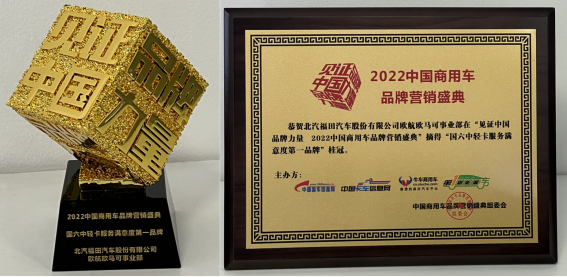 见证
中国
品牌
力量
2022中国商用车品牌营销盛典
国六中轻卡服务满意度第一品牌
北汽福田汽车股份有限公司
欧航欧马可事业部
见证
中国
2022中国商用车
品牌营销盛典
恭贺北汽福田汽车股份有限公司欧航欧马可事业部在“见证中国
品牌力量 2022中国商用车品牌营销盛典”摘得“国六中轻卡服务满
意度第一品牌”桂冠。
主办方:
中国卡车信息网
牛车商用车
中国商用车品牌营销盛典组委会